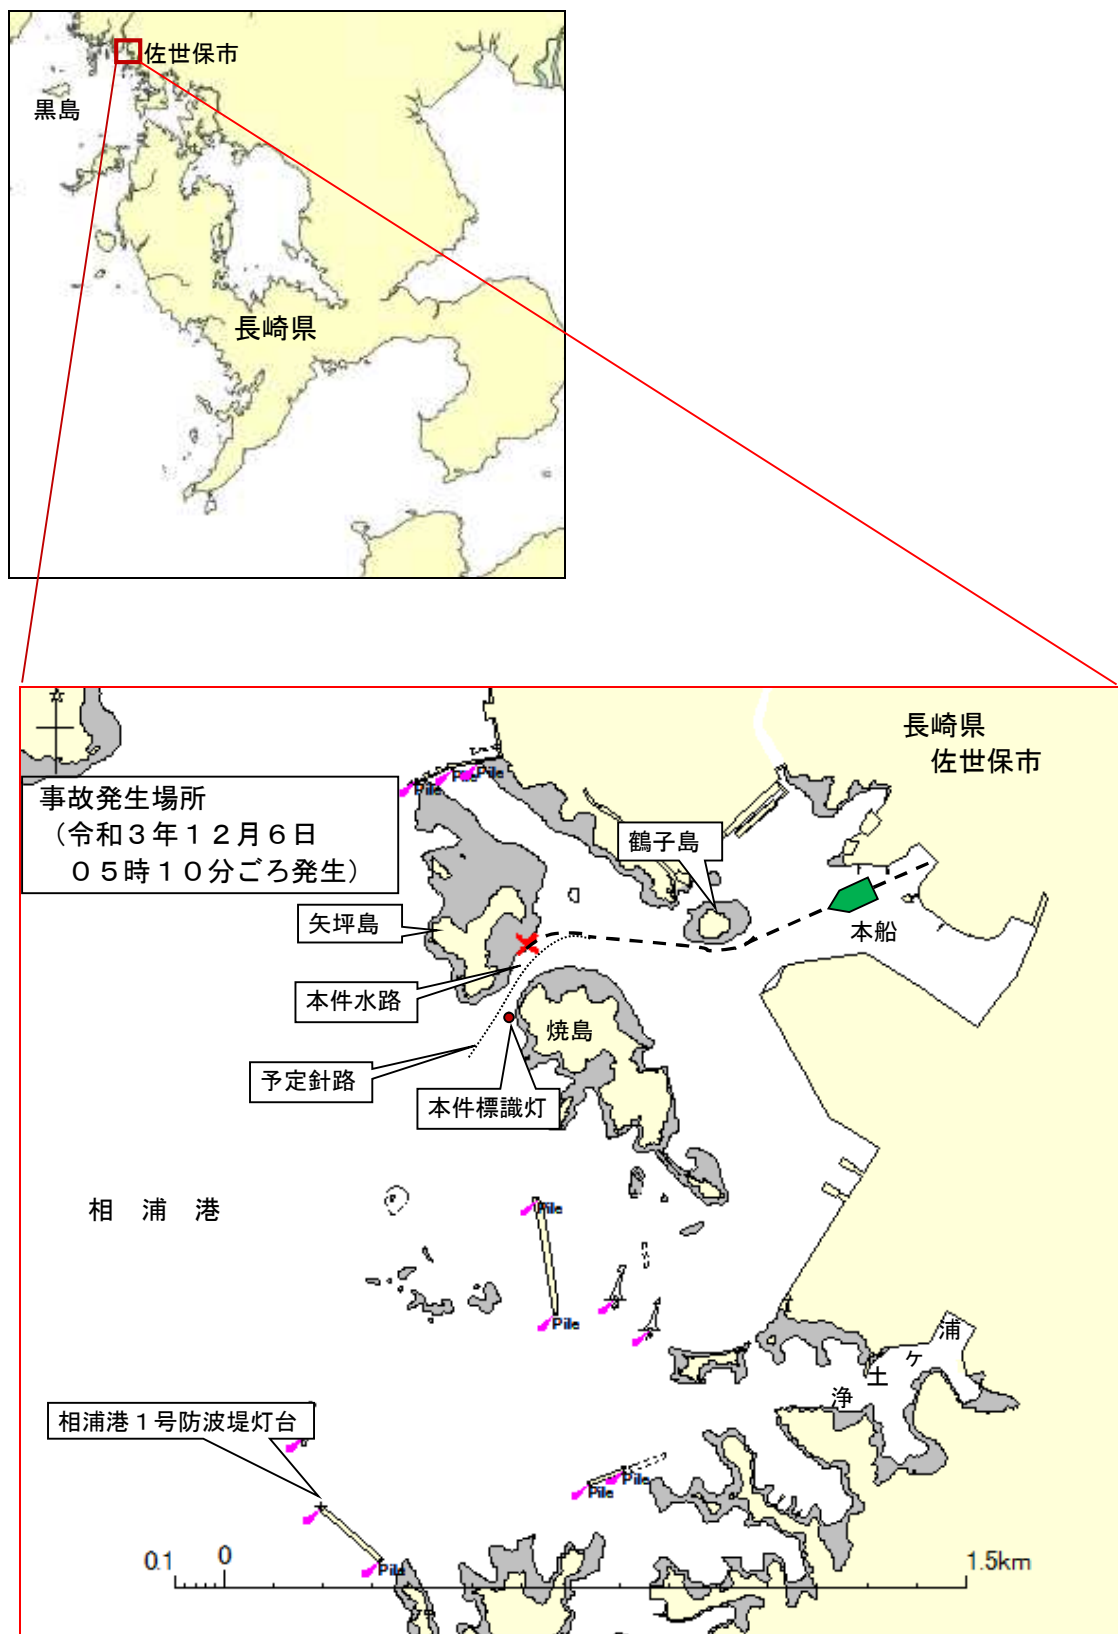 佐世保市
黒島
長崎県
長崎県
佐世保市
Pile
Pile
Pile
事故発生場所
(令和3年12月6日
05時10分ごろ発生)
鶴子島
矢坪島
本船
本件水路
焼島
予定針路
本件標識灯
相 浦 港
Pile
Pile
浦
ヶ
土
浄
相浦港1号防波堤灯台
Pile
Pile
Pile
0.1 0 1.5km